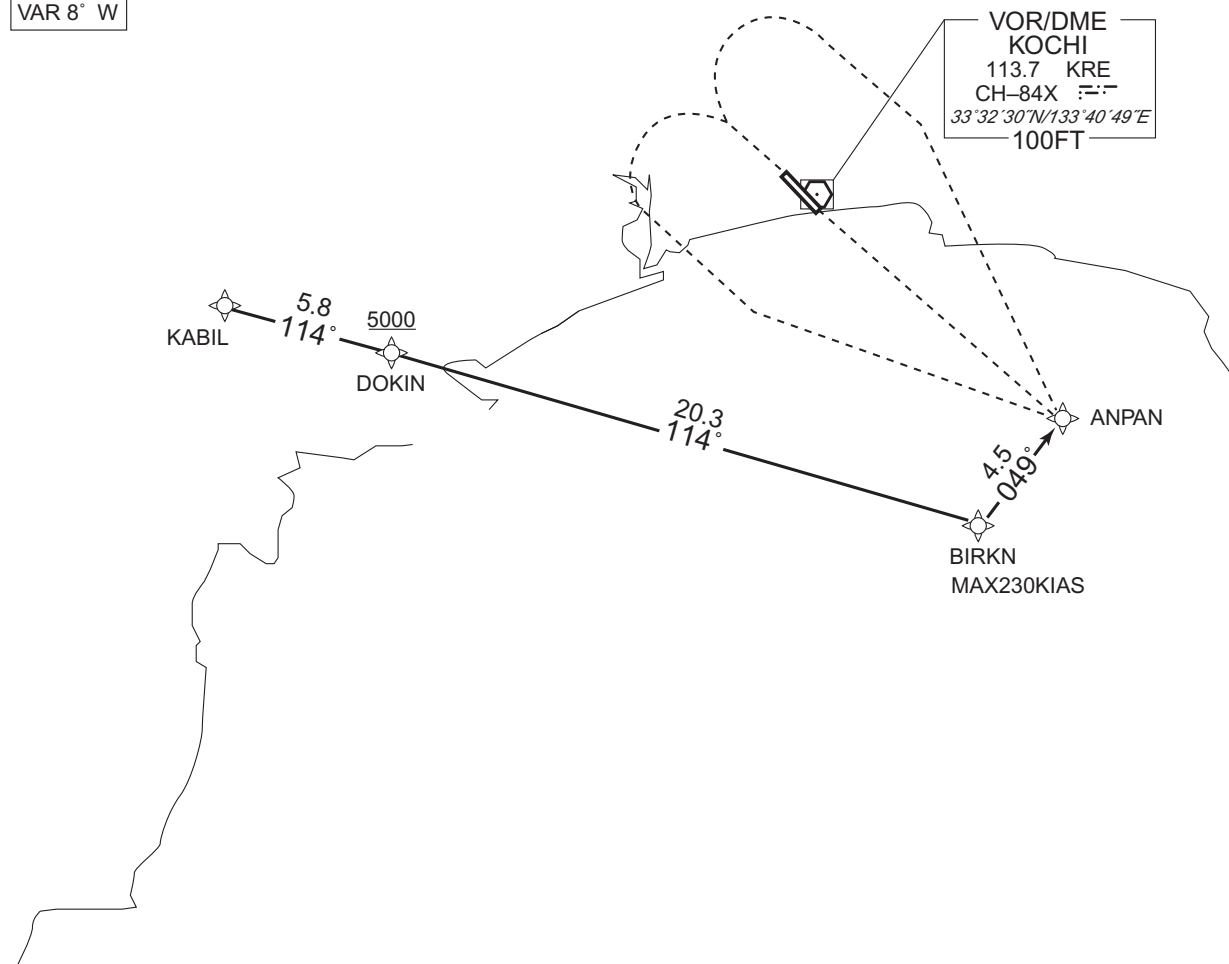 VAR 8° W
VOR/DME
KOCHI
113.7 KRE
CH–84X
33°32´30˝N/133°40´49˝E
100FT
5.8
114°
KABIL
5000
DOKIN
20.3
114°
ANPAN
4.5
049°
BIRKN
MAX230KIAS